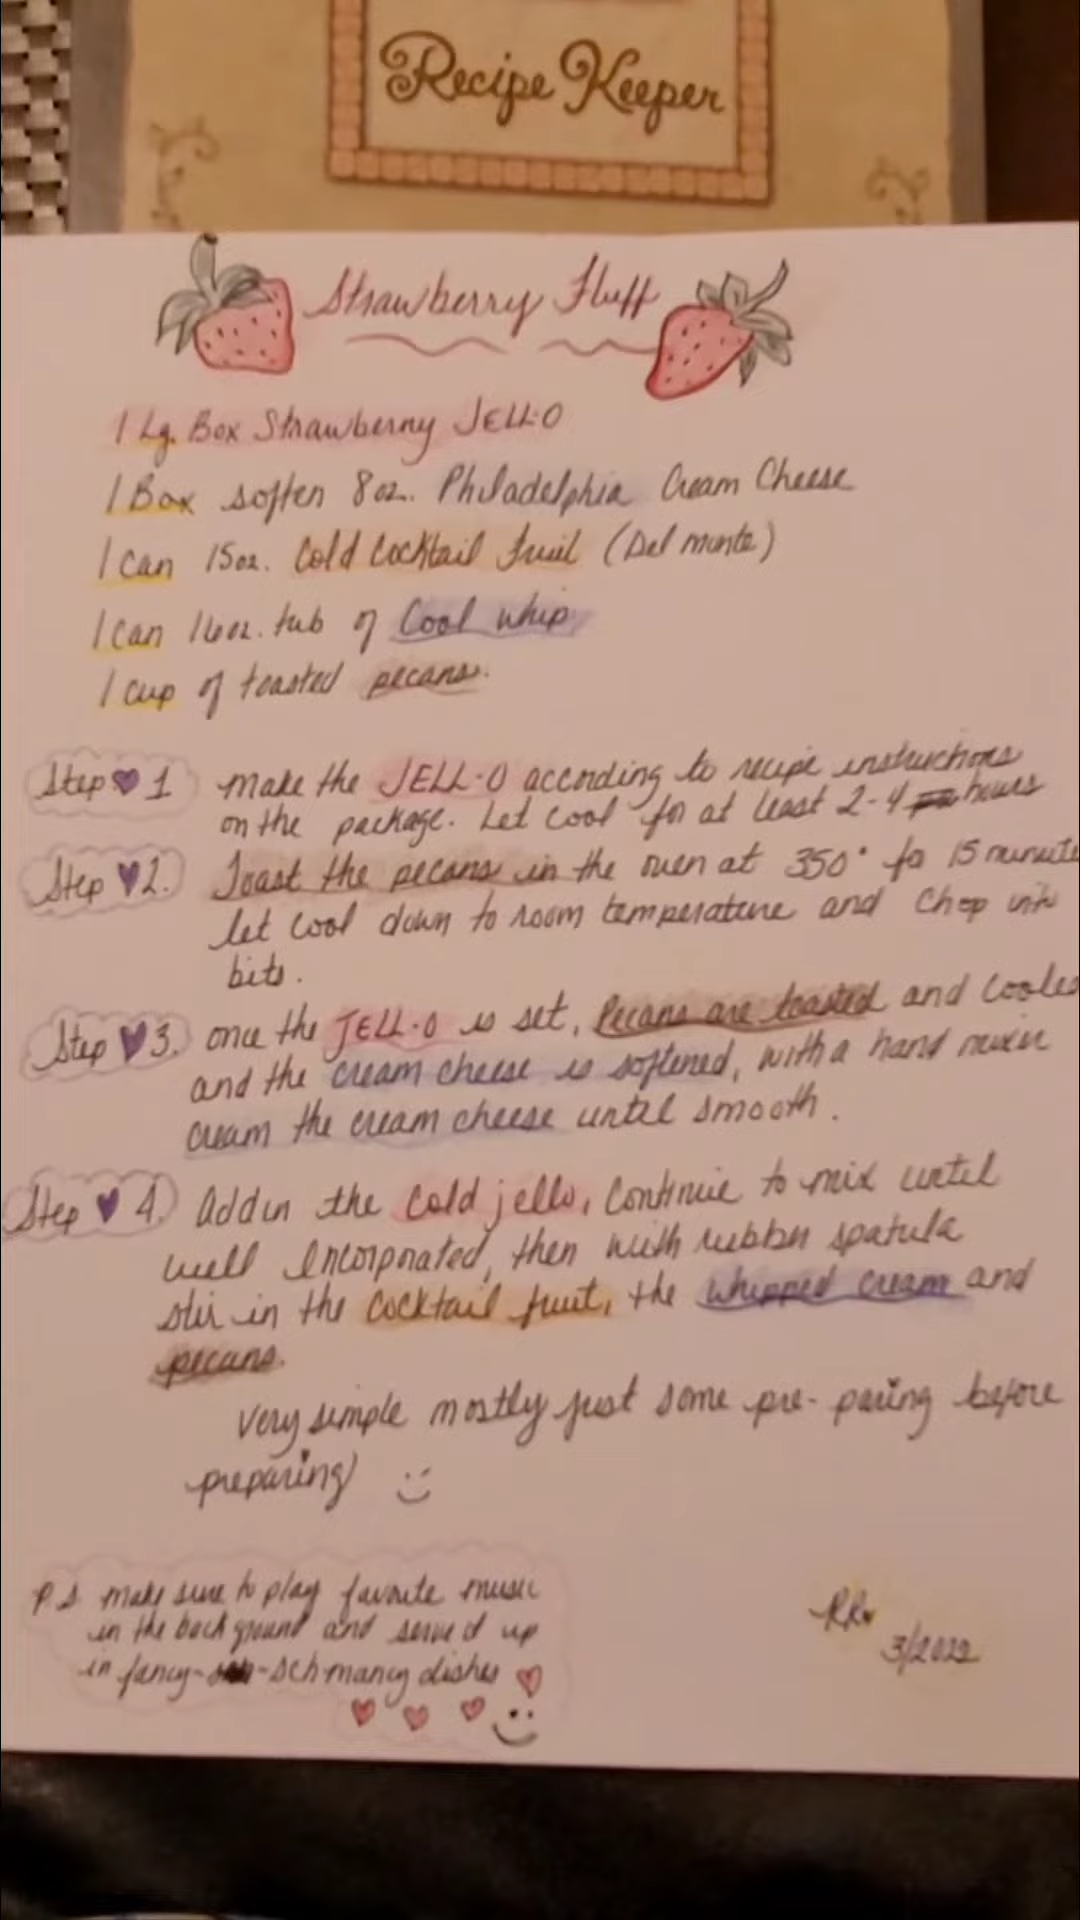 Recipe Keeper
Strawberry Fluff
1 Lg. Box Strawberry JELL-O
1 Box soften 8oz. Philadelphia Cream Cheese
1 Can 15oz. Cold Cocktail Fruit (Del monte)
1 Can 16oz. tub of Cool whip
1 cup of toasted pecans.
Step 1 make the JELL-O according to recipe instructions
on the package. Let cool for at least 2-4 hours
Step 2. Toast the pecans in the oven at 350° fo 15 minute
let cool down to room temperature and Chop into
bits.
Step 3. once the JELL-O is set, Pecans are toasted and cooled
and the cream cheese is softened, with a hand mixer
cream the cream cheese until smooth.
Step 4. Add in the cold jello, Continue to mix until
well Incorporated, then with rubber spatula
stir in the cocktail fruit, the whipped cream and
pecans.
Very simple mostly just some pre-paring before
preparing
P.S make sure to play favorite music
in the background and serve it up
in fancy-sch-mancy dishes
RR
3/2022